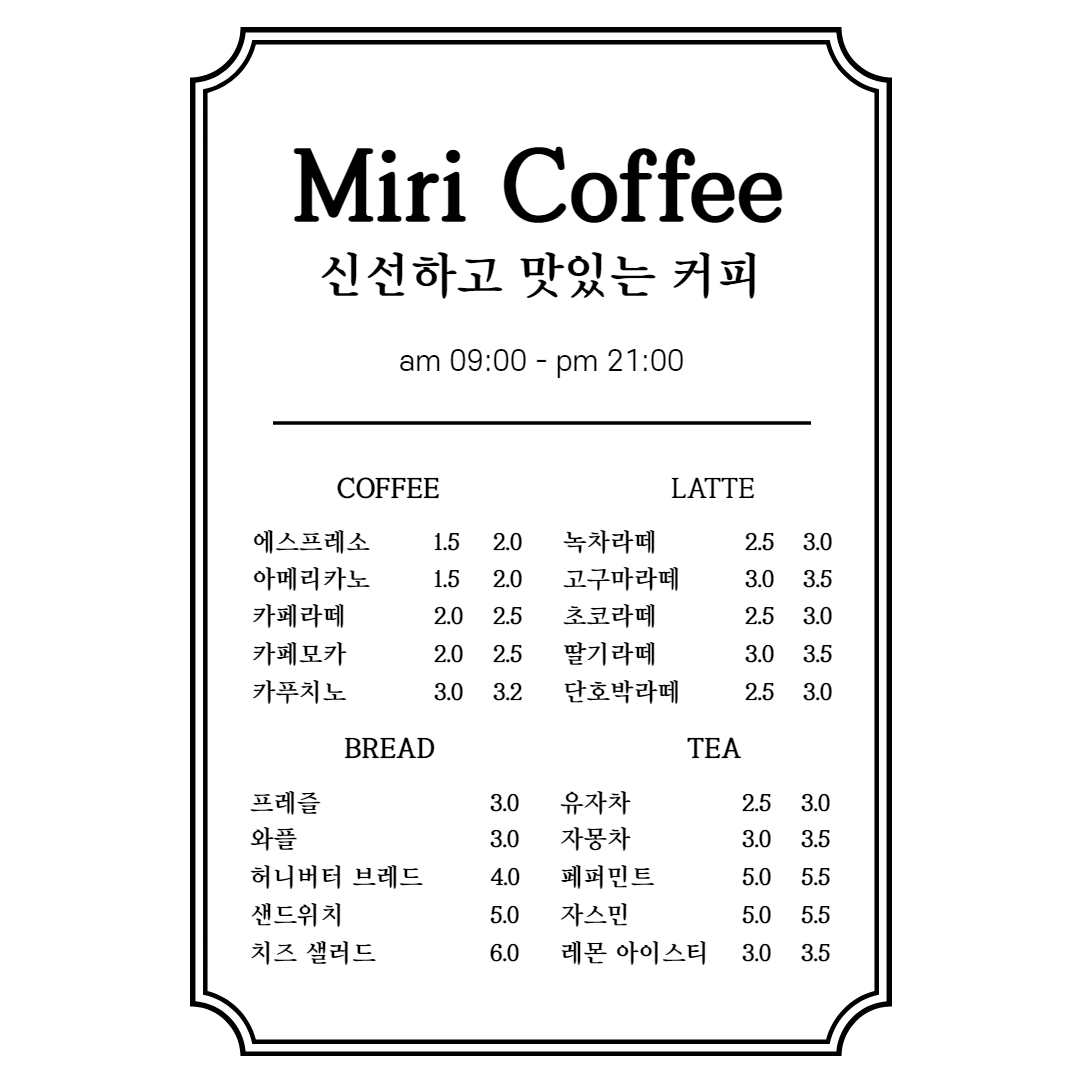 Miri Coffee
신선하고 맛있는 커피
am 09:00 - pm 21:00
COFFEE
에스프레소 1.5 2.0
아메리카노 1.5 2.0
카페라떼 2.0 2.5
카페모카 2.0 2.5
카푸치노 3.0 3.2
LATTE
녹차라떼 2.5 3.0
고구마라떼 3.0 3.5
초코라떼 2.5 3.0
딸기라떼 3.0 3.5
단호박라떼 2.5 3.0
BREAD
프레즐 3.0
와플 3.0
허니버터 브레드 4.0
샌드위치 5.0
치즈 샐러드 6.0
TEA
유자차 2.5 3.0
자몽차 3.0 3.5
페퍼민트 5.0 5.5
자스민 5.0 5.5
레몬 아이스티 3.0 3.5